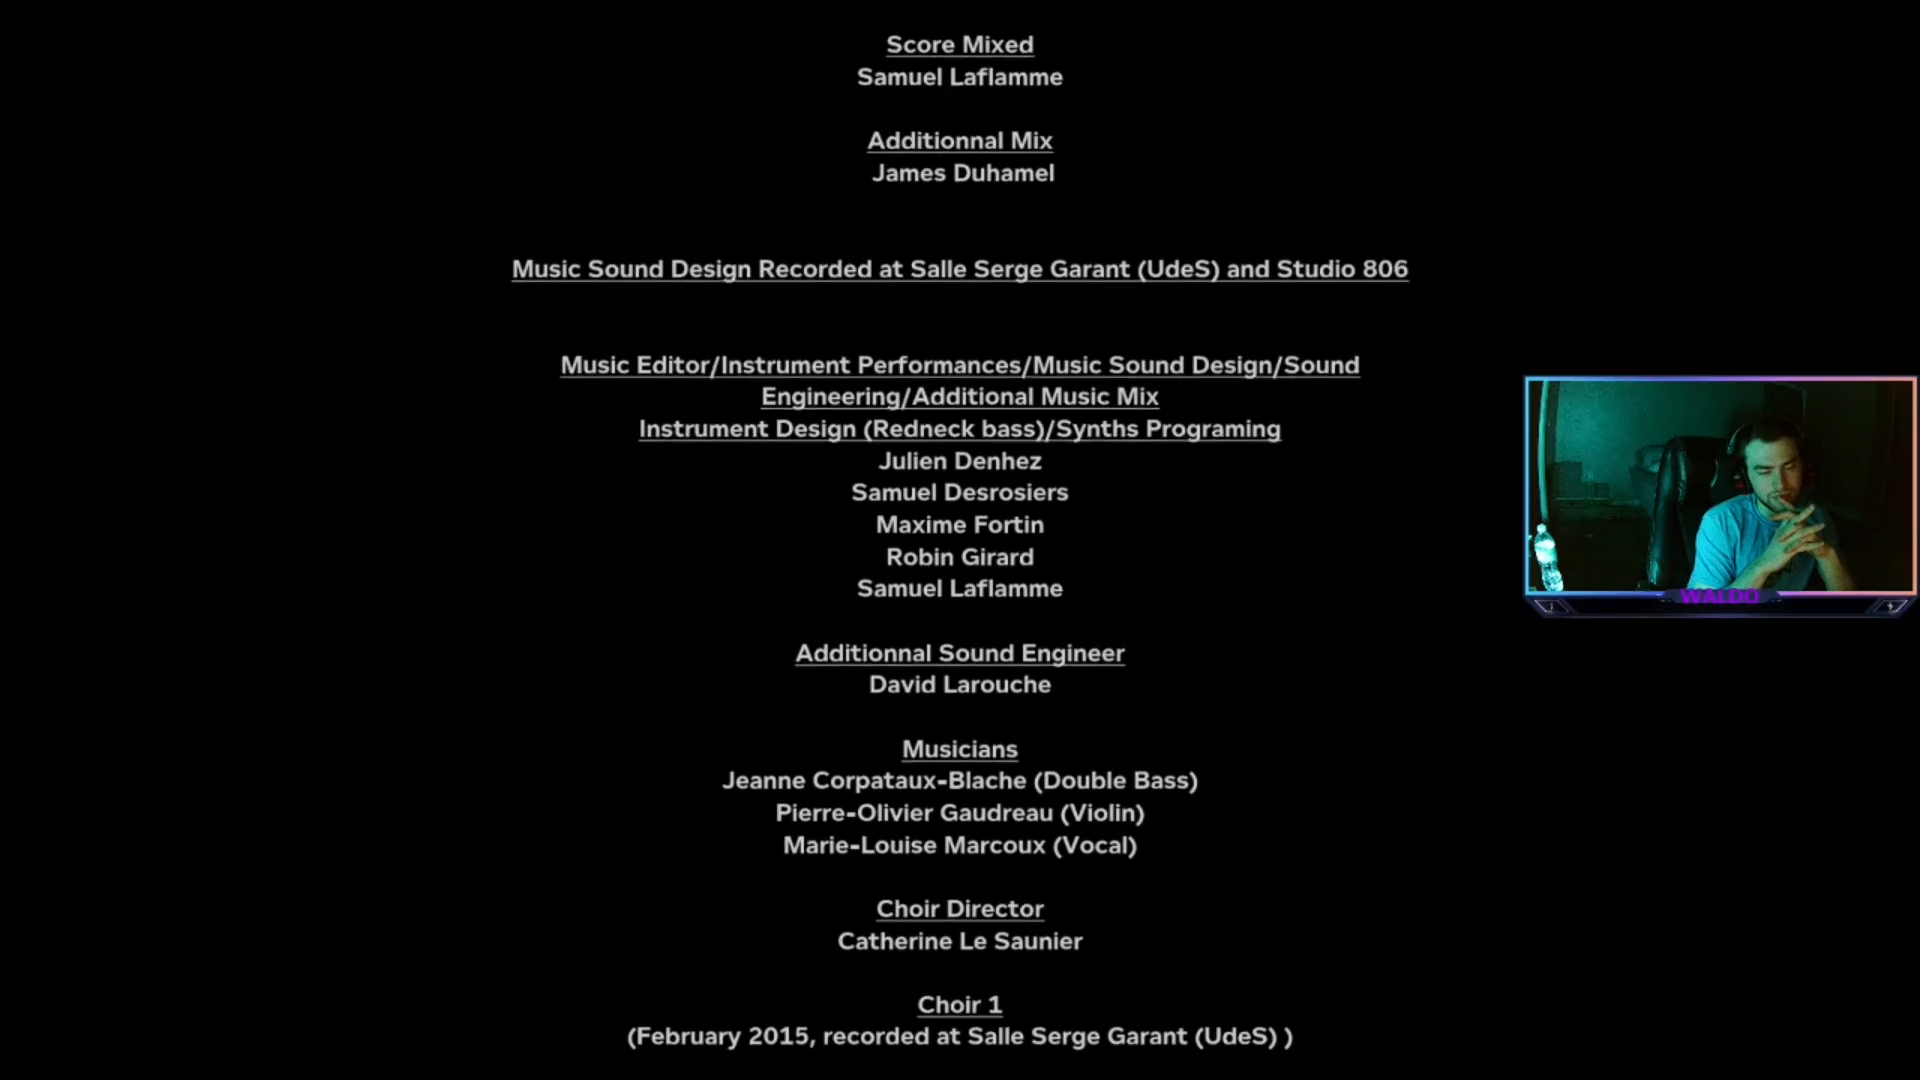 Score Mixed
Samuel Laflamme
Additionnal Mix
James Duhamel
Music Sound Design Recorded at Salle Serge Garant (UdeS) and Studio 806
Music Editor/Instrument Performances/Music Sound Design/Sound
Engineering/Additional Music Mix
Instrument Design (Redneck bass)/Synths Programing
Julien Denhez
Samuel Desrosiers
Maxime Fortin
Robin Girard
Samuel Laflamme
Additionnal Sound Engineer
David Larouche
Musicians
Jeanne Corpataux-Blache (Double Bass)
Pierre-Olivier Gaudreau (Violin)
Marie-Louise Marcoux (Vocal)
Choir Director
Catherine Le Saunier
Choir 1
(February 2015, recorded at Salle Serge Garant (UdeS) )
WALDO